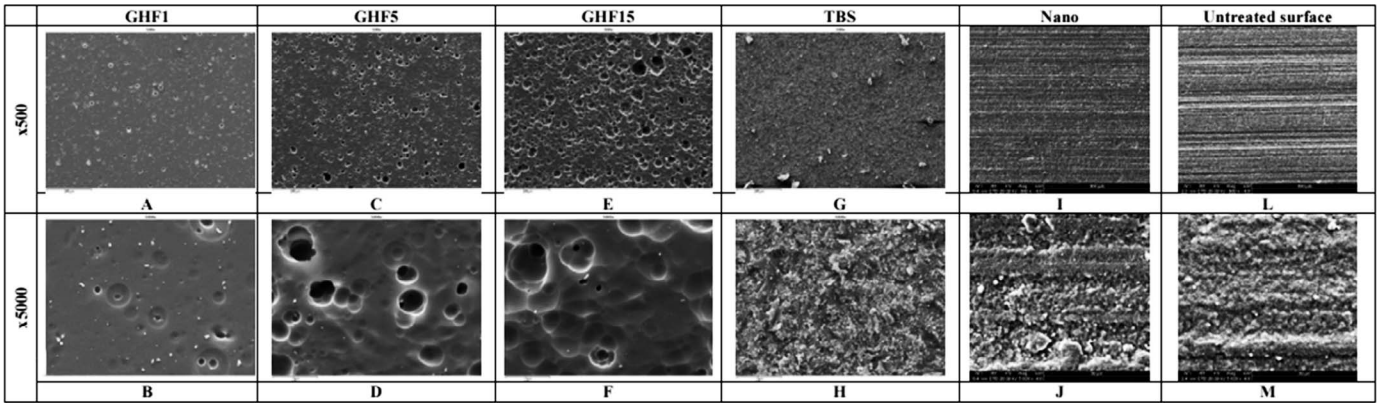 GHF1 GHF5 GHF15 TBS Nano Untreated surface
x500
A C E G I L
x5000
B D F H J M